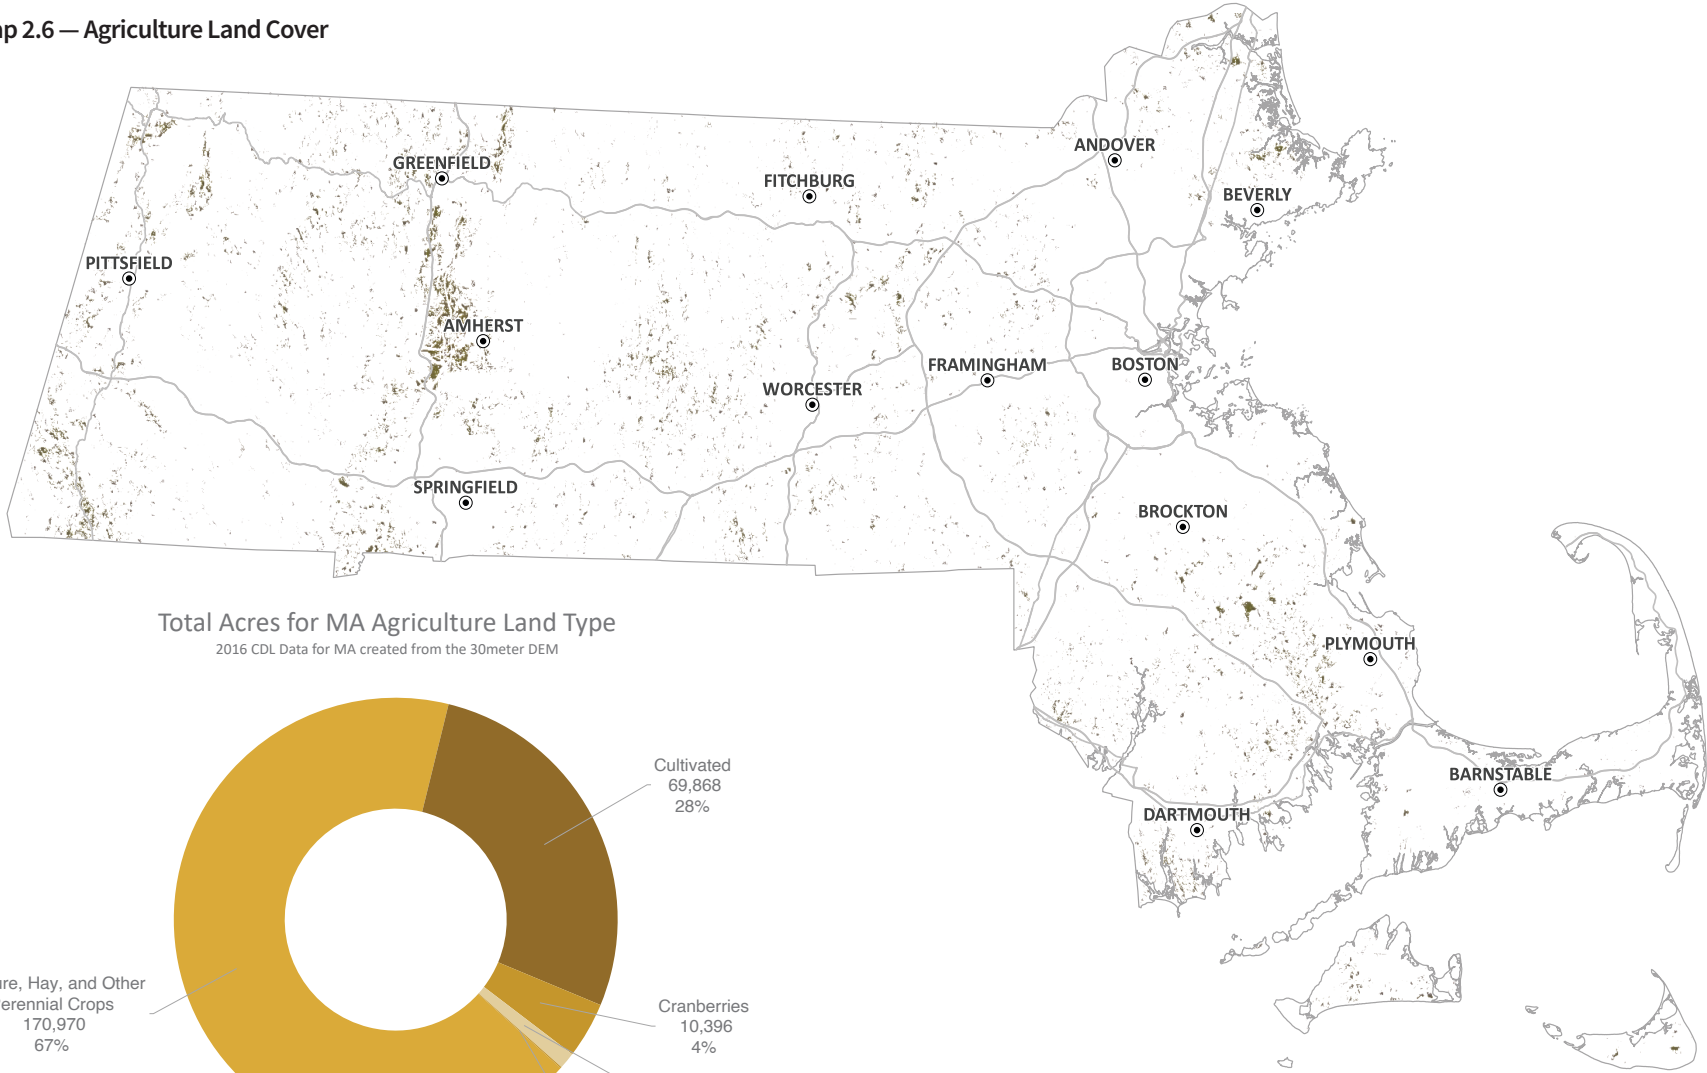 ap 2.6 — Agriculture Land Cover
ANDOVER
GREENFIELD
FITCHBURG
BEVERLY
PITTSFIELD
AMHERST
FRAMINGHAM
BOSTON
WORCESTER
SPRINGFIELD
BROCKTON
PLYMOUTH
BARNSTABLE
DARTMOUTH
Total Acres for MA Agriculture Land Type
2016 CDL Data for MA created from the 30meter DEM
Cultivated
69,868
28%
ure, Hay, and Other
erennial Crops
170,970
67%
Cranberries
10,396
4%